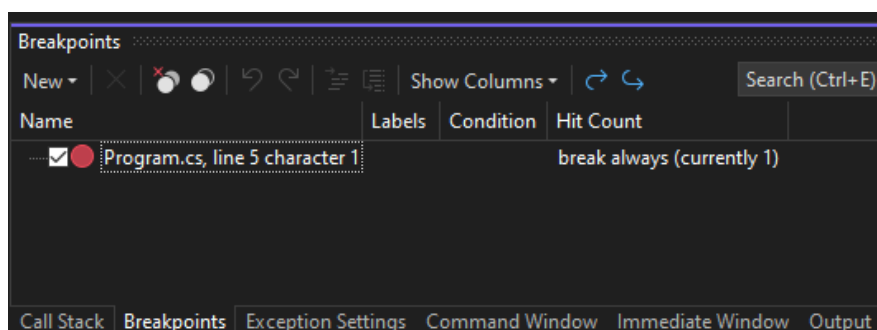 Breakpoints
New Show Columns Search (Ctrl+E)
Name Labels Condition Hit Count
Program.cs, line 5 character 1 break always (currently 1)
Call Stack Breakpoints Exception Settings Command Window Immediate Window Output